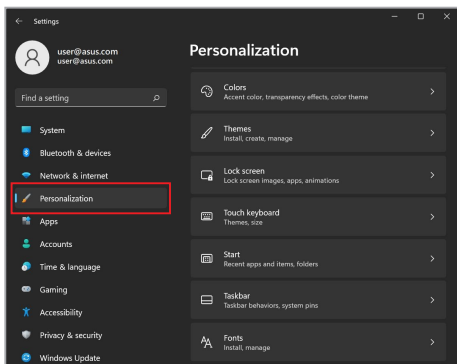 Settings
user@asus.com
user@asus.com
Find a setting
System
Bluetooth & devices
Network & internet
Personalization
Apps
Accounts
Time & language
Gaming
Accessibility
Privacy & security
Windows Update
Personalization
Colors
Accent color, transparency effects, color theme
Themes
Install, create, manage
Lock screen
Lock screen images, apps, animations
Touch keyboard
Themes, size
Start
Recent apps and items, folders
Taskbar
Taskbar behaviors, system pins
Fonts
Install, manage